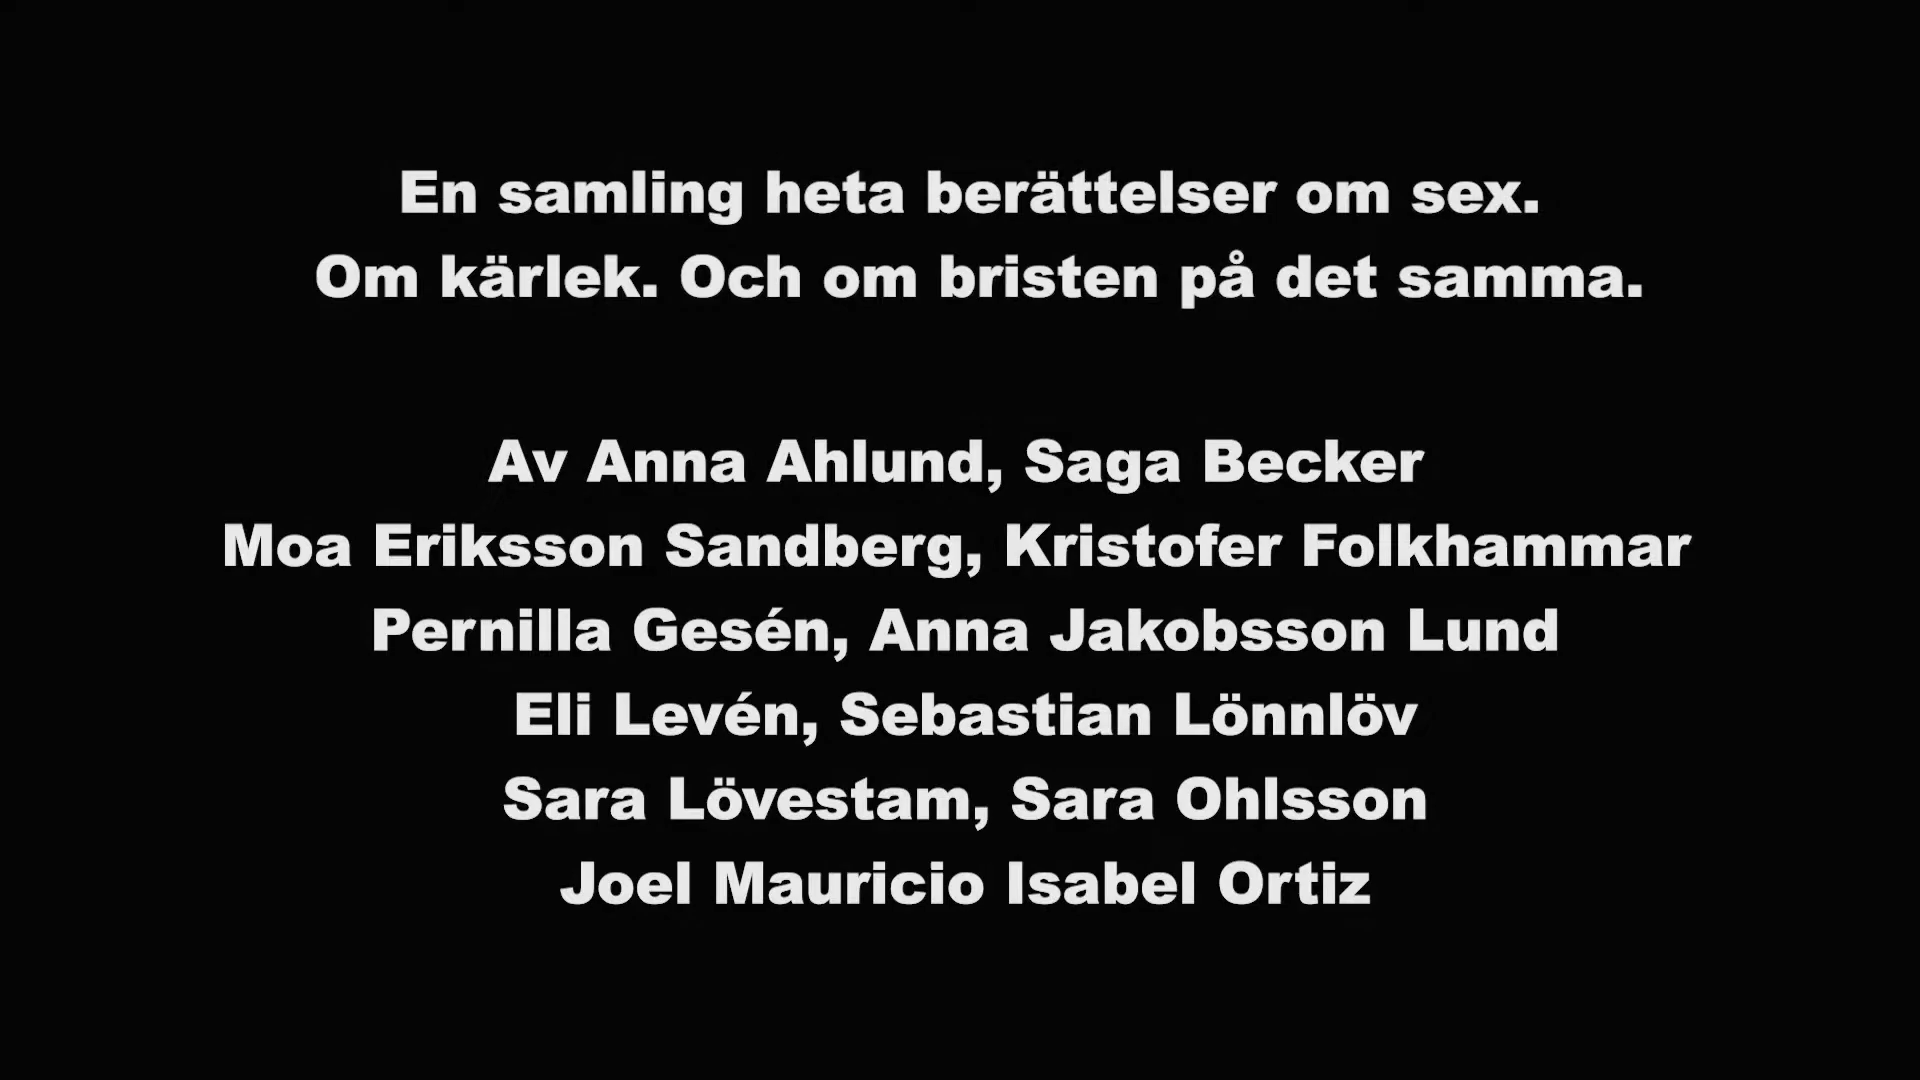 En samling heta berättelser om sex.
Om kärlek. Och om bristen på det samma.
Av Anna Ahlund, Saga Becker
Moa Eriksson Sandberg, Kristofer Folkhammar
Pernilla Gesén, Anna Jakobsson Lund
Eli Levén, Sebastian Lönnlöv
Sara Lövestam, Sara Ohlsson
Joel Mauricio Isabel Ortiz